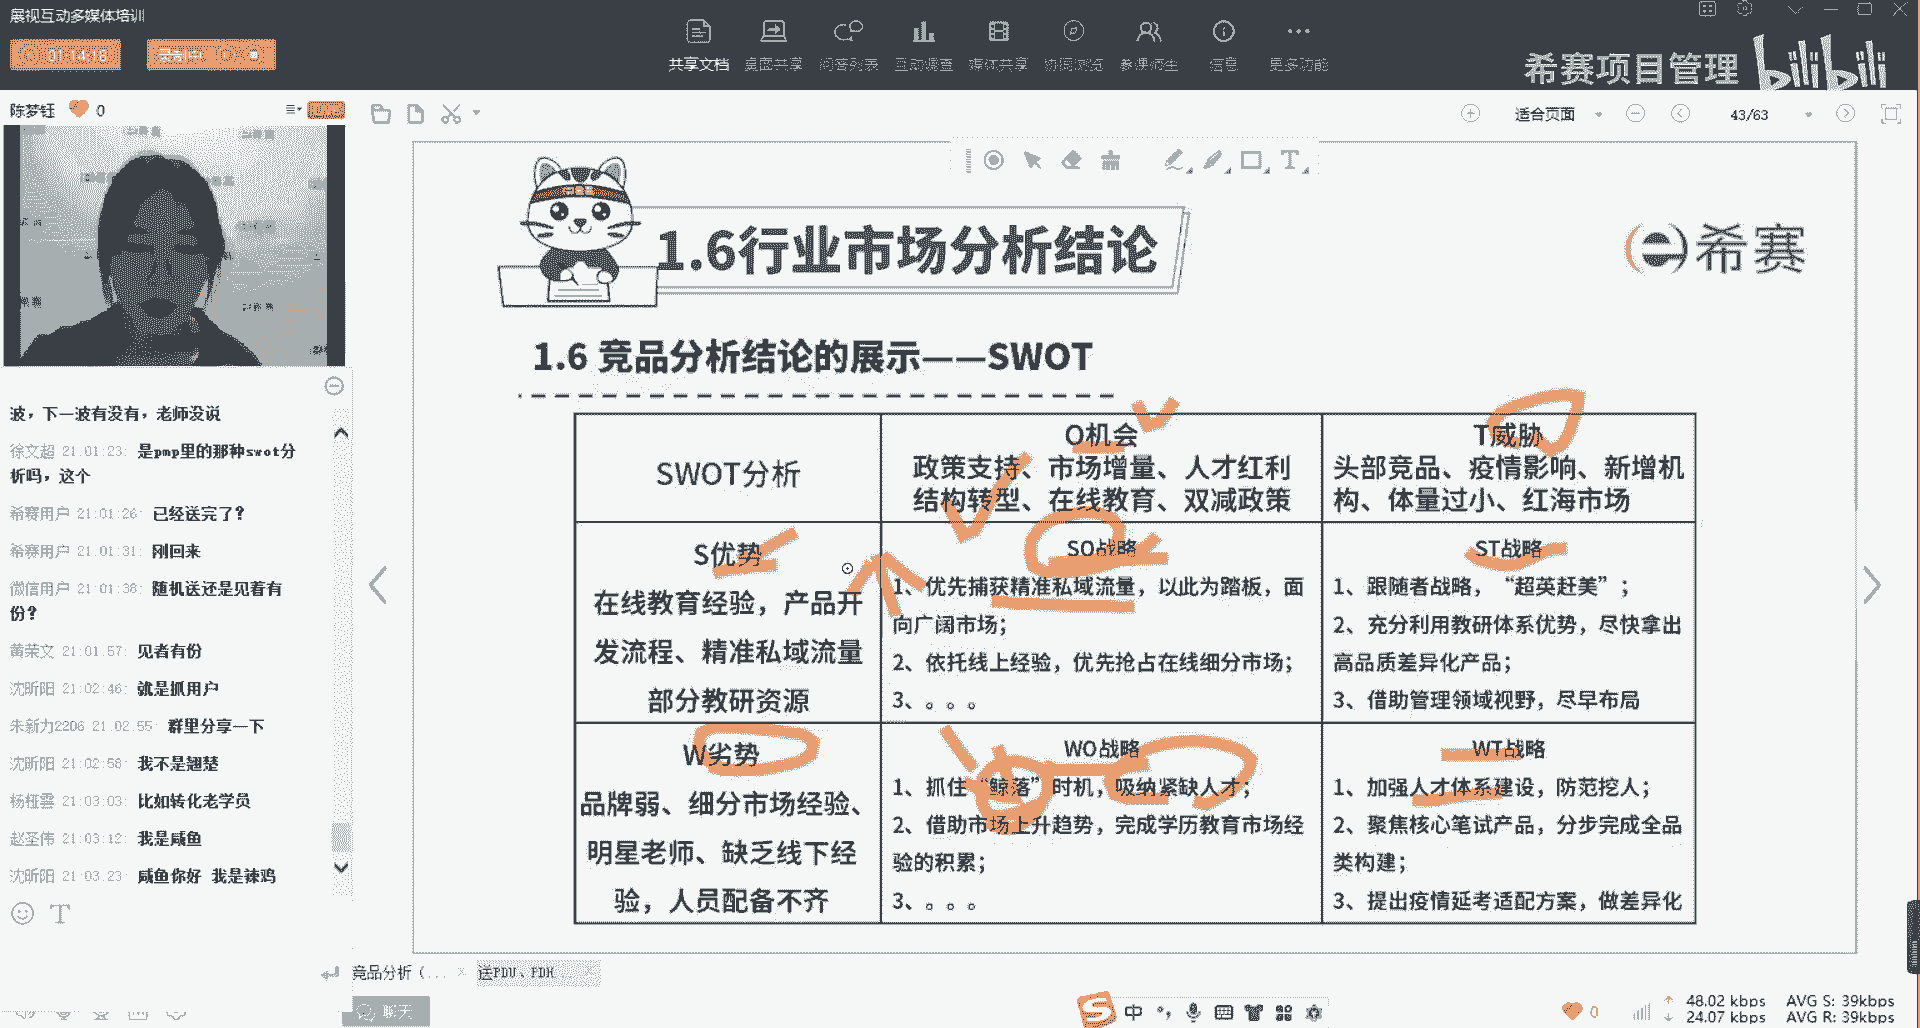 展视互动多媒体培训
01:14:18
录制中
共享文档
桌面共享
问答列表
互动调查
媒体共享
协同浏览
参课师生
信息
更多功能
希赛项目管理
bilibili
陈梦钰
0
适合页面
43/63
波，下一波有没有，老师没说
徐文超 21:01:23: 是pmp里的那种swot分
析吗，这个
希赛用户 21:01:26: 已经送完了？
希赛用户 21:01:31: 刚回来
微信用户 21:01:38: 随机送还是见着有
份？
黄荣文 21:01:57: 见者有份
沈昕阳 21:02:46: 就是抓用户
朱新力2206 21:02:55: 群里分享一下
沈昕阳 21:02:58: 我不是翘楚
21:03:03: 比如转化老学员
赵圣伟 21:03:12: 我是咸鱼
沈昕阳 21:03:23: 咸鱼你好 我是辣鸡
1.6行业市场分析结论
希赛
1.6 竞品分析结论的展示——SWOT
SWOT分析
O机会
政策支持、市场增量、人才红利
结构转型、在线教育、双减政策
T威胁
头部竞品、疫情影响、新增机
构、体量过小、红海市场
S优势
在线教育经验，产品开
发流程、精准私域流量
部分教研资源
SO战略
1、优先捕获精准私域流量，以此为踏板，面
向广阔市场；
2、依托线上经验，优先抢占在线细分市场；
3、。。。
ST战略
1、跟随者战略，“超英赶美”；
2、充分利用教研体系优势，尽快拿出
高品质差异化产品；
3、借助管理领域视野，尽早布局
W劣势
品牌弱、细分市场经验、
明星老师、缺乏线下经
验，人员配备不齐
WO战略
1、抓住“鲸落”时机，吸纳紧缺人才；
2、借助市场上升趋势，完成学历教育市场经
验的积累；
3、。。。
WT战略
1、加强人才体系建设，防范挖人；
2、聚焦核心笔试产品，分步完成全品
类构建；
3、提出疫情延考适配方案，做差异化
竞品分析（...
送PDU、PDH
聊天
中
0
48.02 kbps
AVG S: 39kbps
24.07 kbps
AVG R: 39kbps